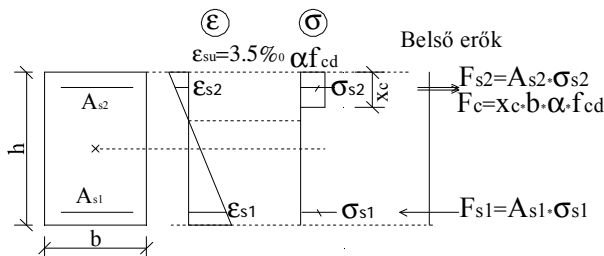 ε σ
ε su=3.5‰ αfcd Belső erők
εs2 σs2 xc Fs2=As2*σs2
As2 Fc=xc*b*α*fcd
h
As1 εs1 σs1 Fs1=As1*σs1
b